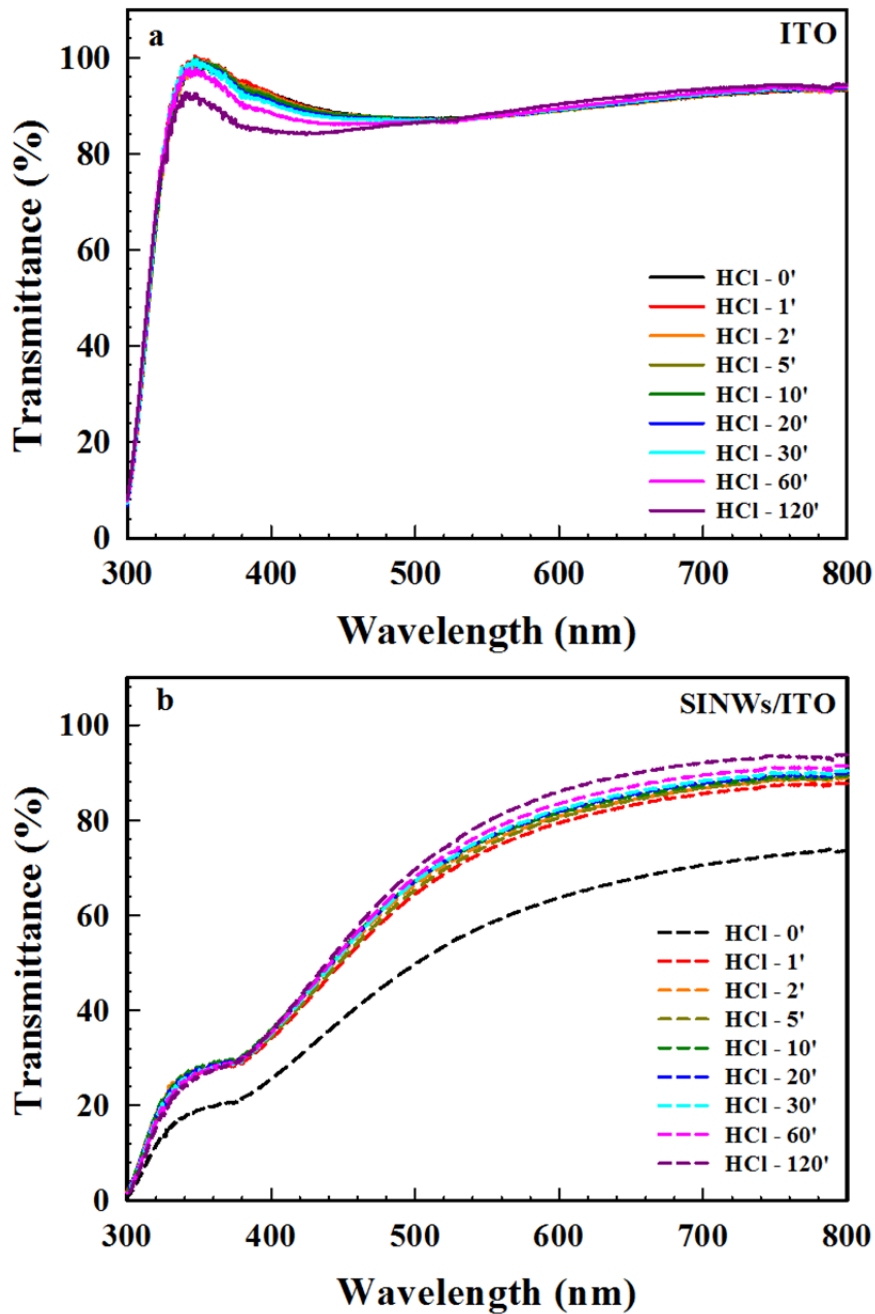 a
ITO
Transmittance (%)
100
80
60
40
20
0
HCl - 0'
HCl - 1'
HCl - 2'
HCl - 5'
HCl - 10'
HCl - 20'
HCl - 30'
HCl - 60'
HCl - 120'
300 400 500 600 700 800
Wavelength (nm)
b
SINWs/ITO
Transmittance (%)
100
80
60
40
20
0
HCl - 0'
HCl - 1'
HCl - 2'
HCl - 5'
HCl - 10'
HCl - 20'
HCl - 30'
HCl - 60'
HCl - 120'
300 400 500 600 700 800
Wavelength (nm)